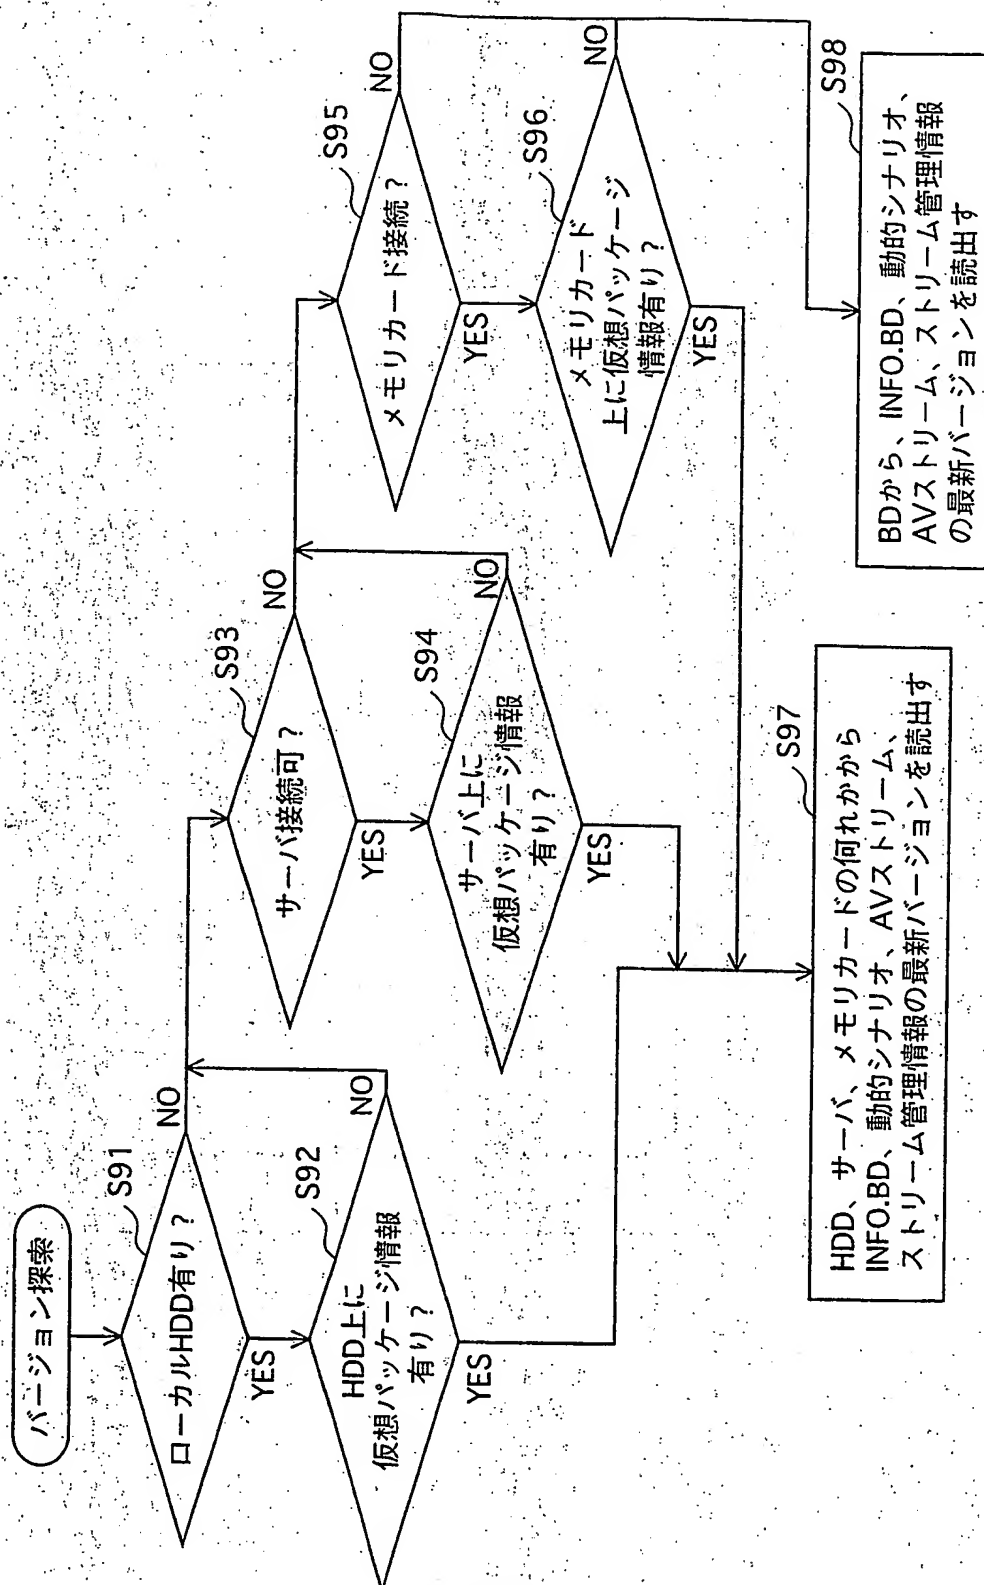 バージョン探索
S91
ローカルHDD有り？
NO
YES
S92
HDD上に
仮想パッケージ情報
有り？
NO
YES
S93
サーバ接続可？
NO
YES
S94
サーバ上に
仮想パッケージ情報
有り？
NO
YES
S95
メモリカード接続？
NO
YES
S96
メモリカード
上に仮想パッケージ
情報有り？
NO
YES
S97
HDD、サーバ、メモリカードの何れかから
INFO.BD、動的シナリオ、AVストリーム、
ストリーム管理情報の最新バージョンを読出す
S98
BDから、INFO.BD、動的シナリオ、
AVストリーム、ストリーム管理情報
の最新バージョンを読出す